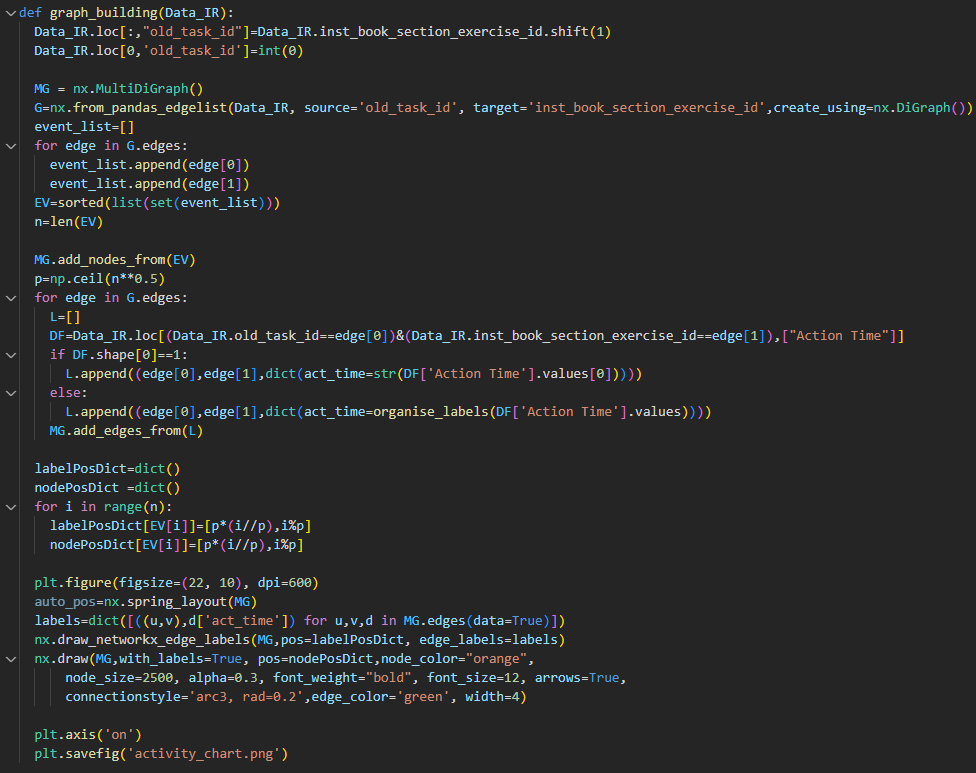 def graph_building(Data_IR):
Data_IR.loc[:,"old_task_id"]=Data_IR.inst_book_section_exercise_id.shift(1)
Data_IR.loc[0,'old_task_id']=int(0)
MG = nx.MultiDiGraph()
G=nx.from_pandas_edgelist(Data_IR, source='old_task_id', target='inst_book_section_exercise_id',create_using=nx.DiGraph())
event_list=[]
for edge in G.edges:
event_list.append(edge[0])
event_list.append(edge[1])
EV=sorted(list(set(event_list)))
n=len(EV)
MG.add_nodes_from(EV)
p=np.ceil(n**0.5)
for edge in G.edges:
L=[]
DF=Data_IR.loc[(Data_IR.old_task_id==edge[0])&(Data_IR.inst_book_section_exercise_id==edge[1]),["Action Time"]]
if DF.shape[0]==1:
L.append((edge[0],edge[1],dict(act_time=str(DF['Action Time'].values[0]))))
else:
L.append((edge[0],edge[1],dict(act_time=organise_labels(DF['Action Time'].values))))
MG.add_edges_from(L)
labelPosDict=dict()
nodePosDict =dict()
for i in range(n):
labelPosDict[EV[i]]=[p*(i//p),i%p]
nodePosDict[EV[i]]=[p*(i//p),i%p]
plt.figure(figsize=(22, 10), dpi=600)
auto_pos=nx.spring_layout(MG)
labels=dict([((u,v),d['act_time']) for u,v,d in MG.edges(data=True)])
nx.draw_networkx_edge_labels(MG,pos=labelPosDict, edge_labels=labels)
nx.draw(MG,with_labels=True, pos=nodePosDict,node_color="orange",
node_size=2500, alpha=0.3, font_weight="bold", font_size=12, arrows=True,
connectionstyle='arc3, rad=0.2',edge_color='green', width=4)
plt.axis('on')
plt.savefig('activity_chart.png')